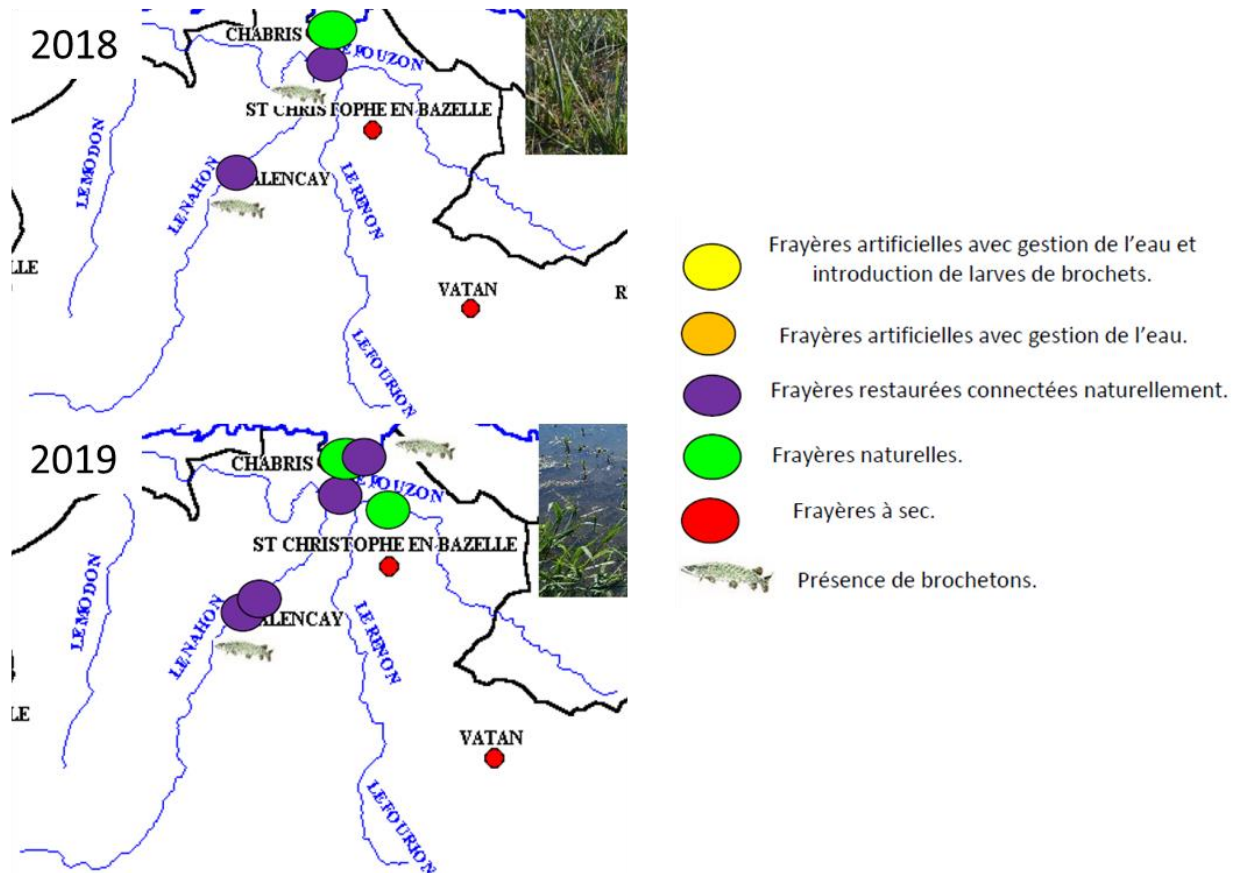 2018
CHABRIS
LE FOUZON
ST CHRISTOPHE EN BAZELLE
LE MODON
LE NAHON
ALENCAY
LE RENON
LLE
VATAN
R
LE FOURION
2019
CHABRIS
LE FOUZON
ST CHRISTOPHE EN BAZELLE
LE MODON
LE NAHON
ALENCAY
LE RENON
LE
VATAN
LE FOURION
Frayères artificielles avec gestion de l'eau et
introduction de larves de brochets.
Frayères artificielles avec gestion de l'eau.
Frayères restaurées connectées naturellement.
Frayères naturelles.
Frayères à sec.
Présence de brochetons.